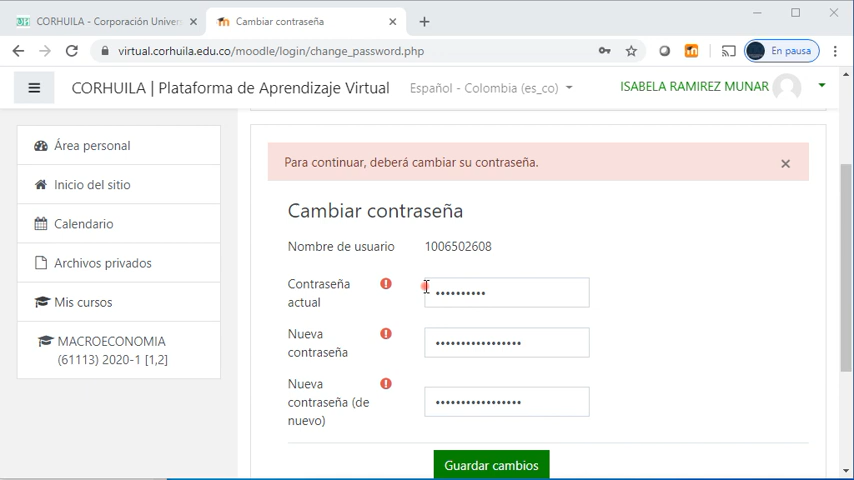 CORHUILA - Corporación Univers
Cambiar contraseña
virtual.corhuila.edu.co/moodle/login/change_password.php
En pausa
CORHUILA | Plataforma de Aprendizaje Virtual
Español - Colombia (es_co)
ISABELA RAMIREZ MUNAR
Área personal
Inicio del sitio
Calendario
Archivos privados
Mis cursos
MACROECONOMIA
(61113) 2020-1 [1,2]
Para continuar, deberá cambiar su contraseña.
Cambiar contraseña
Nombre de usuario 1006502608
Contraseña
actual
••••••••••
Nueva
contraseña
•••••••••••••••••
Nueva
contraseña (de
nuevo)
•••••••••••••••••
Guardar cambios